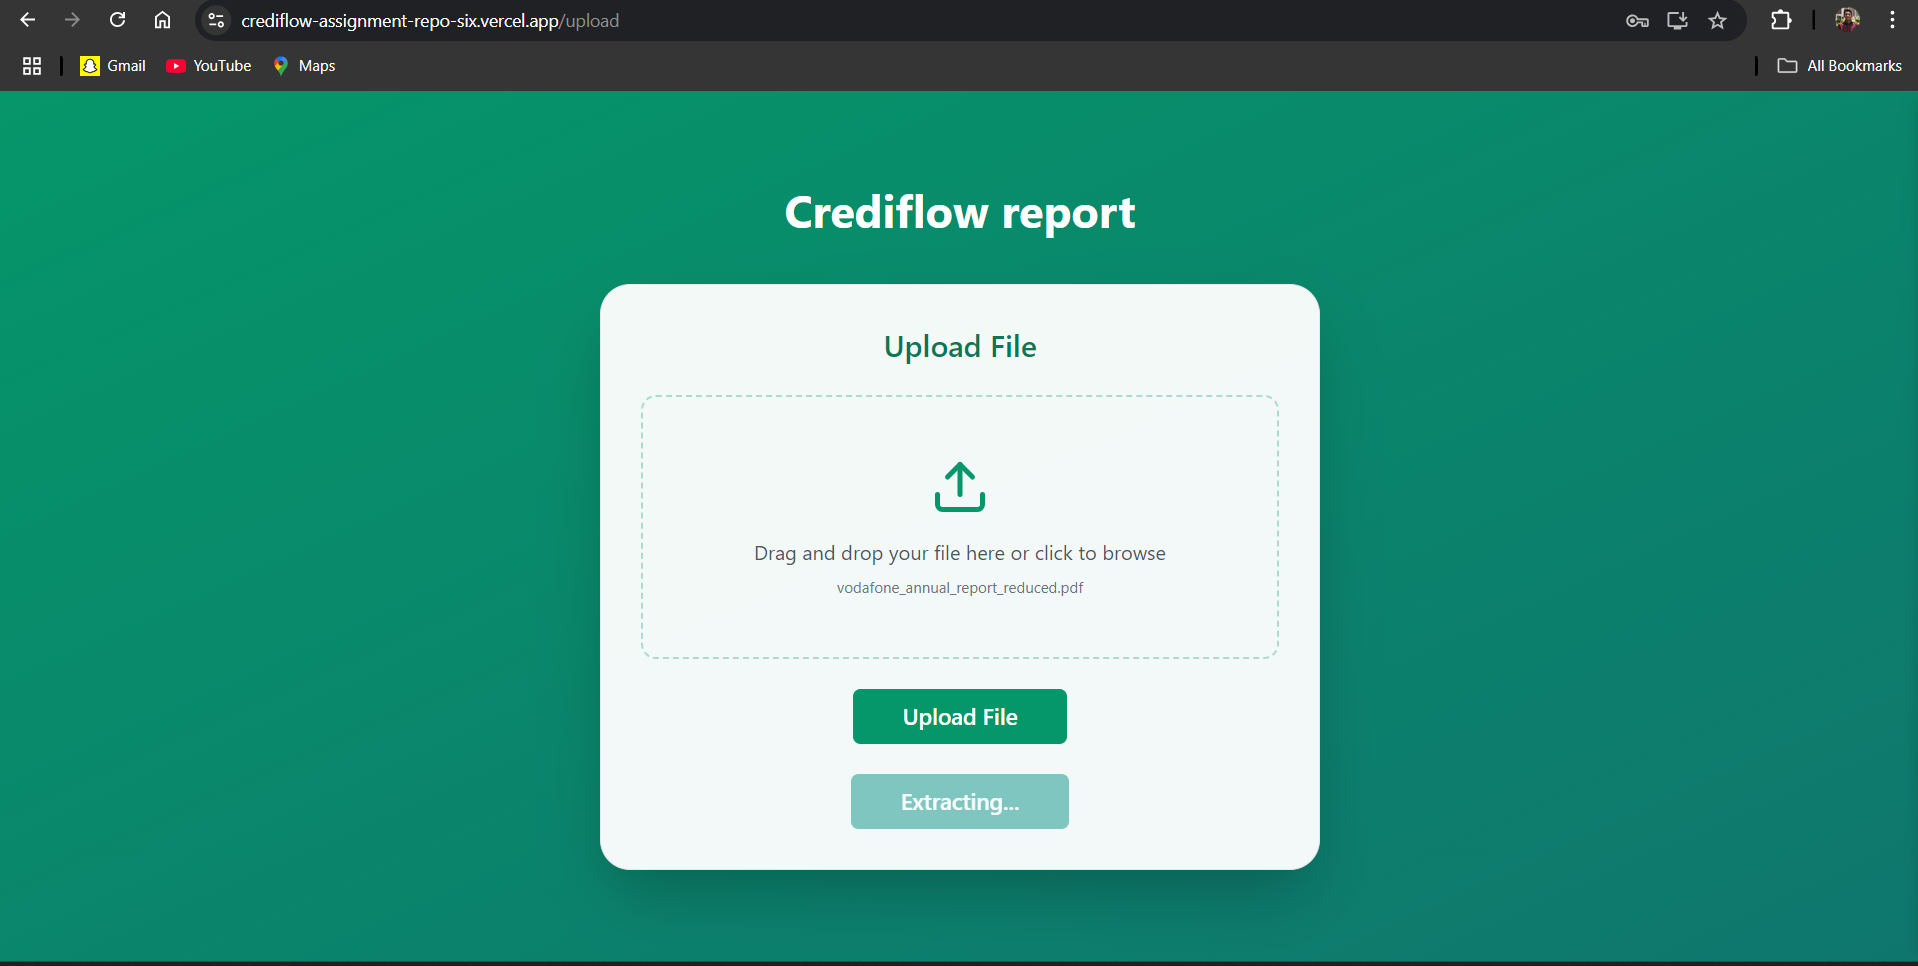 crediflow-assignment-repo-six.vercel.app/upload
Gmail YouTube Maps All Bookmarks
Crediflow report
Upload File
Drag and drop your file here or click to browse
vodafone_annual_report_reduced.pdf
Upload File
Extracting...